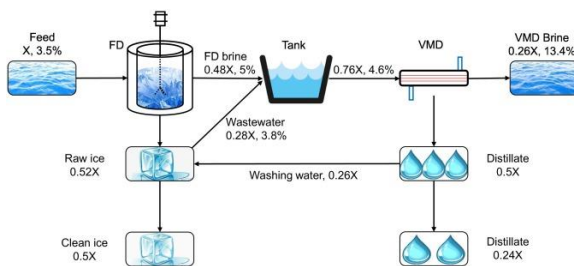 Feed
X, 3.5%
FD
FD brine
0.48X, 5%
Tank
0.76X, 4.6%
VMD
VMD Brine
0.26X, 13.4%
Wastewater
0.28X, 3.8%
Raw ice
0.52X
Washing water, 0.26X
Distillate
0.5X
Clean ice
0.5X
Distillate
0.24X